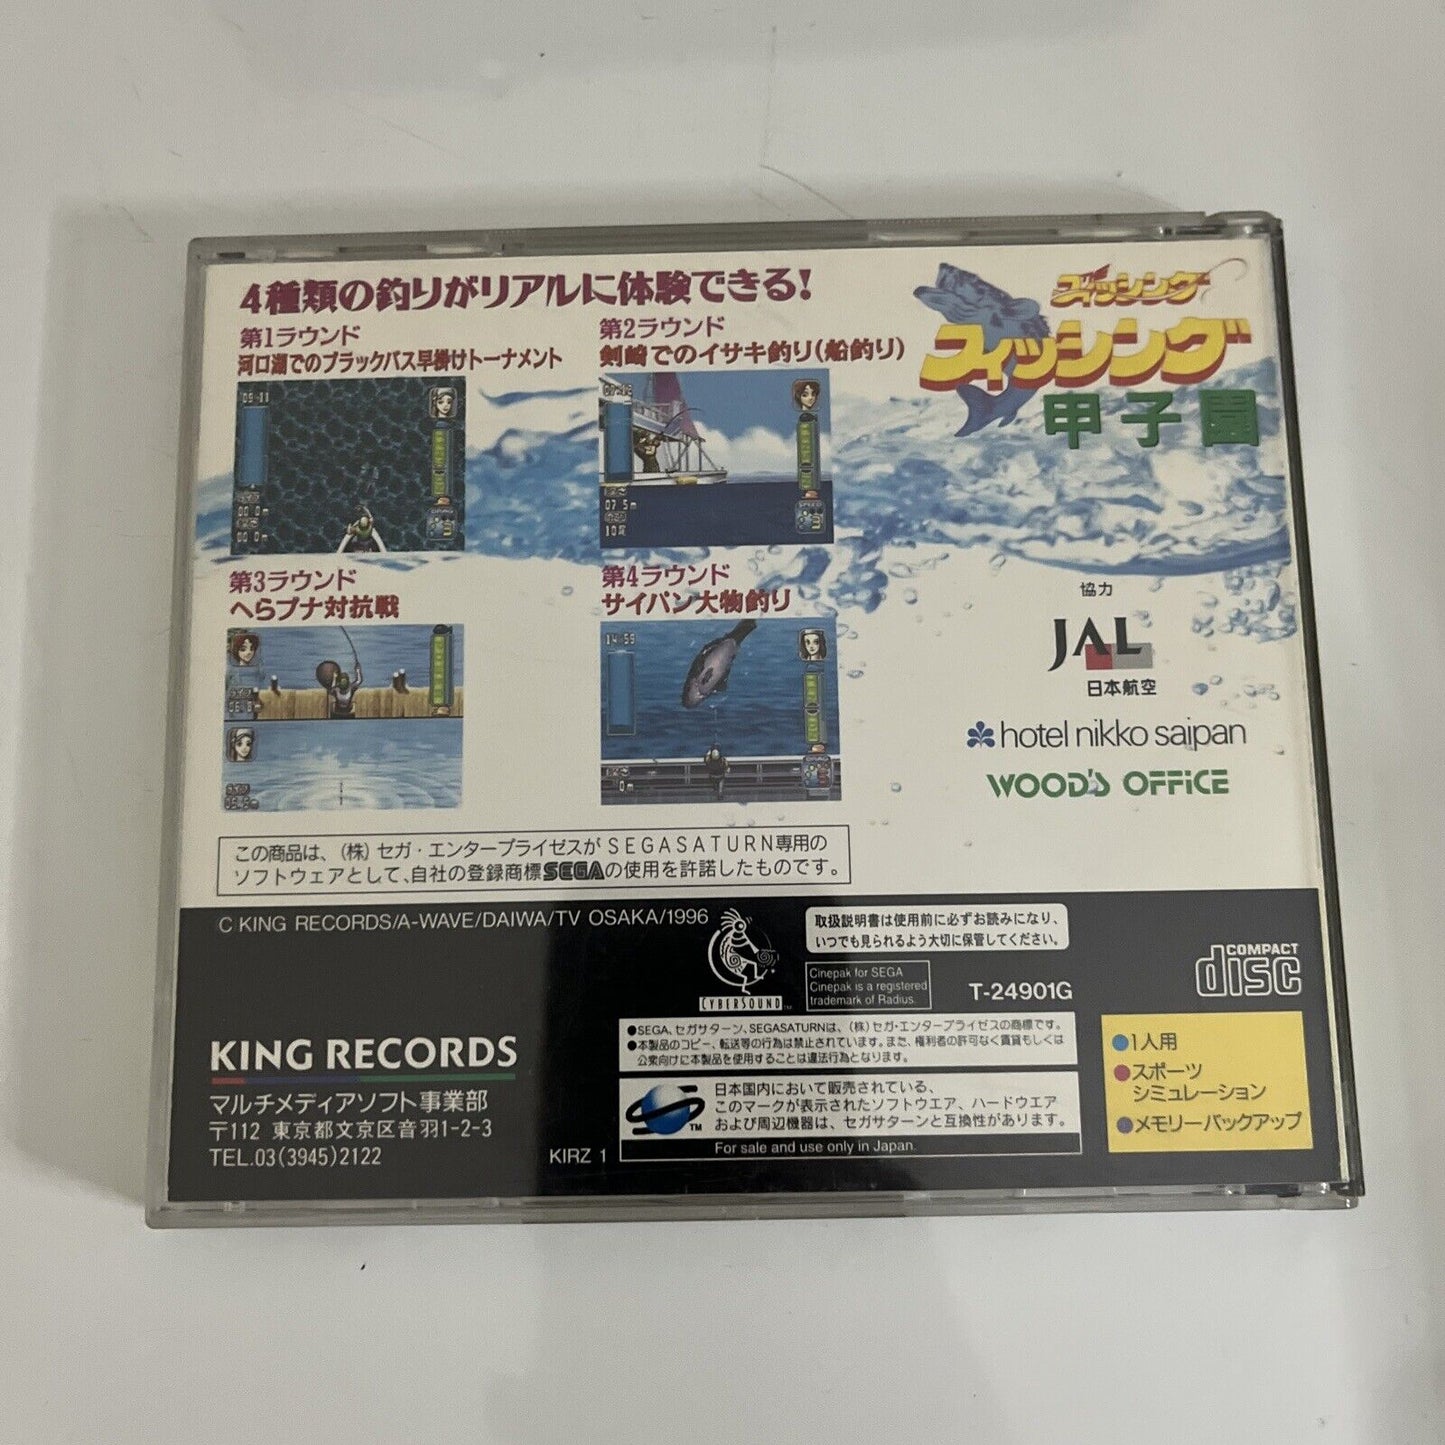 4種類の釣りがリアルに体験できる!
第1ラウンド
河口湖でのブラックバス早掛けトーナメント
09:11
00.0m
00.0m
第2ラウンド
剣崎でのイサキ釣り(船釣り)
07.5m
10足
SPEED
3
第3ラウンド
へらブナ対抗戦
第4ラウンド
サイパン大物釣り
14:59
0m
フィッシング
フィッシング
甲子園
協力
JAL
日本航空
hotel nikko saipan
WOOD'S OFFICE
この商品は、(株)セガ・エンタープライゼスがSEGASATURN専用の
ソフトウェアとして、自社の登録商標SEGAの使用を許諾したものです。
C KING RECORDS/A-WAVE/DAIWA/TV OSAKA/1996
CYBERSOUND™
取扱説明書は使用前に必ずお読みになり、
いつでも見られるよう大切に保管してください。
Cinepak for SEGA
Cinepak is a registered
trademark of Radius.
T-24901G
COMPACT
disc
KING RECORDS
マルチメディアソフト事業部
〒112 東京都文京区音羽1-2-3
TEL.03(3945)2122
KIRZ 1
●SEGA、セガサターン、SEGASATURNは、(株)セガ・エンタープライゼスの商標です。
●本製品のコピー、転送等の行為は禁止されています。また、権利者の許可なく賃貸もしくは
公衆向けに本製品を使用することは違法行為となります。
TM
日本国内において販売されている、
このマークが表示されたソフトウエア、ハードウエア
および周辺機器は、セガサターンと互換性があります。
For sale and use only in Japan.
●1人用
●スポーツ
シミュレーション
●メモリーバックアップ